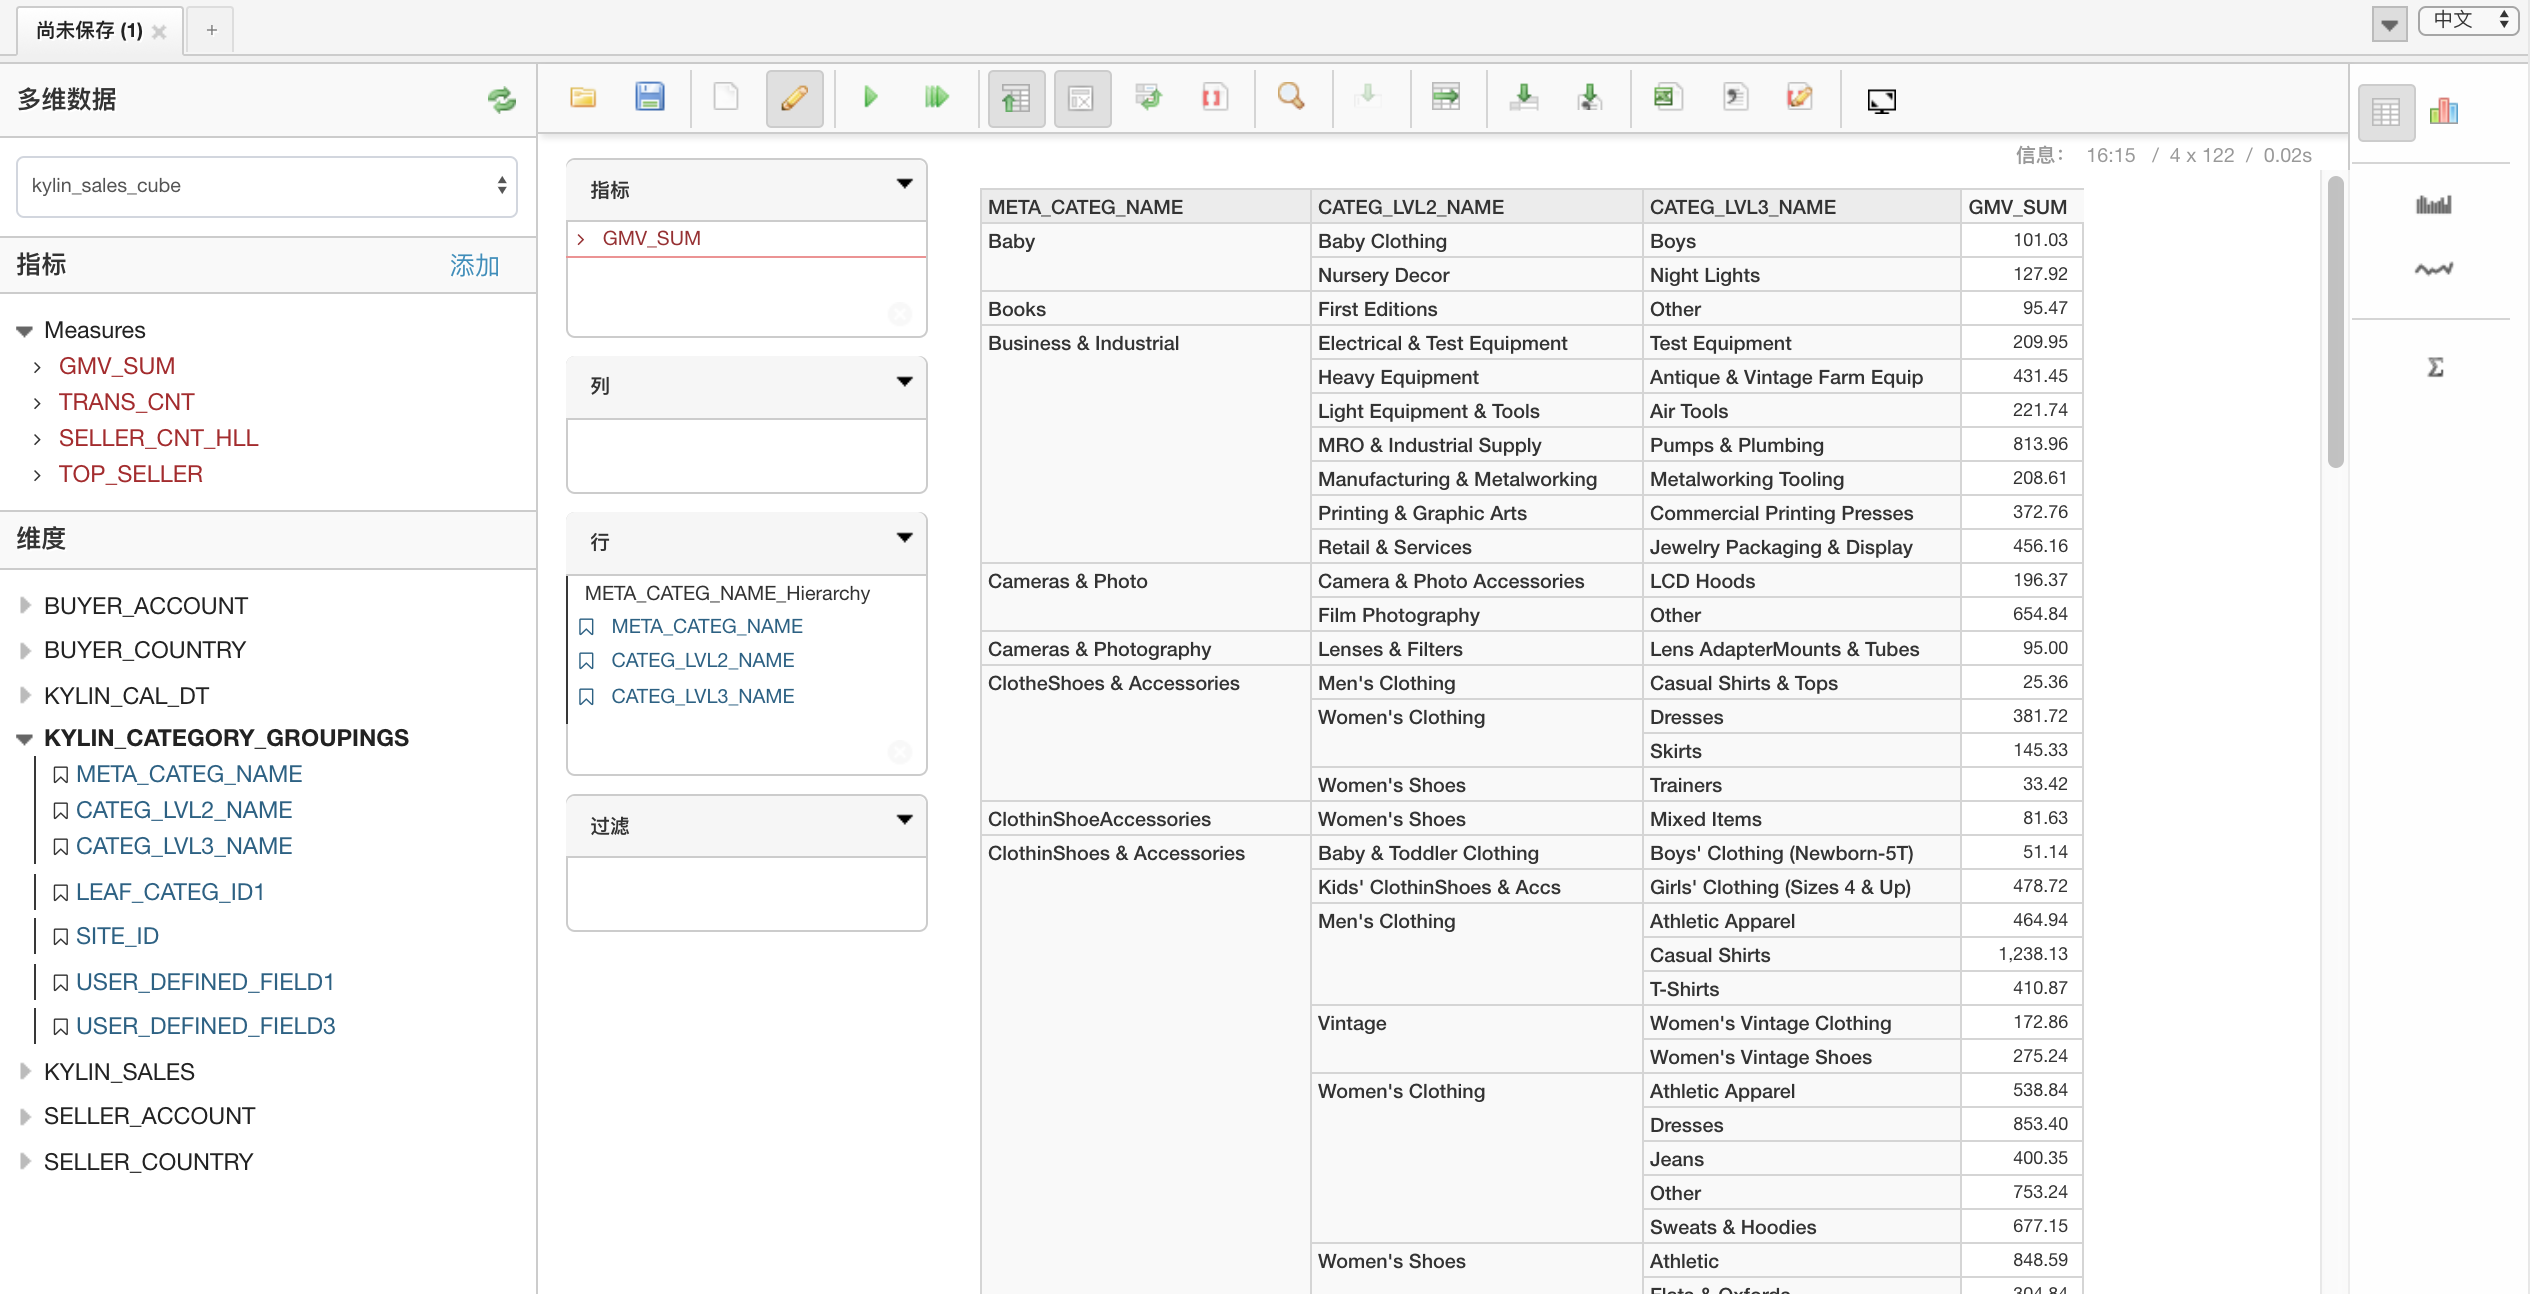 尚未保存 (1)
中文
多维数据
kylin_sales_cube
指标 添加
Measures
GMV_SUM
TRANS_CNT
SELLER_CNT_HLL
TOP_SELLER
维度
BUYER_ACCOUNT
BUYER_COUNTRY
KYLIN_CAL_DT
KYLIN_CATEGORY_GROUPINGS
META_CATEG_NAME
CATEG_LVL2_NAME
CATEG_LVL3_NAME
LEAF_CATEG_ID1
SITE_ID
USER_DEFINED_FIELD1
USER_DEFINED_FIELD3
KYLIN_SALES
SELLER_ACCOUNT
SELLER_COUNTRY
指标
GMV_SUM
列
行
META_CATEG_NAME_Hierarchy
META_CATEG_NAME
CATEG_LVL2_NAME
CATEG_LVL3_NAME
过滤
信息: 16:15 / 4 x 122 / 0.02s
META_CATEG_NAME CATEG_LVL2_NAME CATEG_LVL3_NAME GMV_SUM
Baby Baby Clothing Boys 101.03
Nursery Decor Night Lights 127.92
Books First Editions Other 95.47
Business & Industrial Electrical & Test Equipment Test Equipment 209.95
Heavy Equipment Antique & Vintage Farm Equip 431.45
Light Equipment & Tools Air Tools 221.74
MRO & Industrial Supply Pumps & Plumbing 813.96
Manufacturing & Metalworking Metalworking Tooling 208.61
Printing & Graphic Arts Commercial Printing Presses 372.76
Retail & Services Jewelry Packaging & Display 456.16
Cameras & Photo Camera & Photo Accessories LCD Hoods 196.37
Film Photography Other 654.84
Cameras & Photography Lenses & Filters Lens AdapterMounts & Tubes 95.00
ClotheShoes & Accessories Men's Clothing Casual Shirts & Tops 25.36
Women's Clothing Dresses 381.72
Skirts 145.33
Women's Shoes Trainers 33.42
ClothinShoeAccessories Women's Shoes Mixed Items 81.63
ClothinShoes & Accessories Baby & Toddler Clothing Boys' Clothing (Newborn-5T) 51.14
Kids' ClothinShoes & Accs Girls' Clothing (Sizes 4 & Up) 478.72
Men's Clothing Athletic Apparel 464.94
Casual Shirts 1,238.13
T-Shirts 410.87
Vintage Women's Vintage Clothing 172.86
Women's Vintage Shoes 275.24
Women's Clothing Athletic Apparel 538.84
Dresses 853.40
Jeans 400.35
Other 753.24
Sweats & Hoodies 677.15
Women's Shoes Athletic 848.59